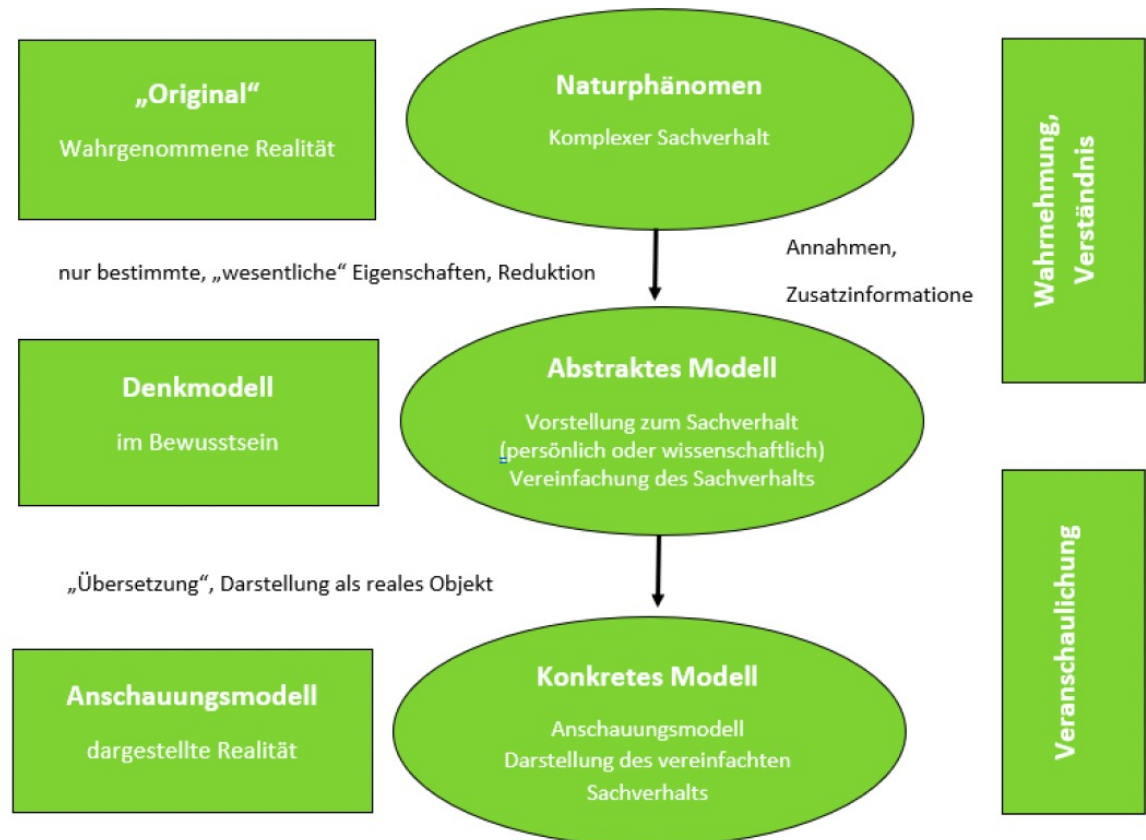 „Original“
Wahrgenommene Realität
Naturphänomen
Komplexer Sachverhalt
Wahrnehmung,
Verständnis
nur bestimmte, „wesentliche“ Eigenschaften, Reduktion
Annahmen,
Zusatzinformatione
Denkmodell
im Bewusstsein
Abstraktes Modell
Vorstellung zum Sachverhalt
(persönlich oder wissenschaftlich)
Vereinfachung des Sachverhalts
„Übersetzung“, Darstellung als reales Objekt
Veranschaulichung
Anschauungsmodell
dargestellte Realität
Konkretes Modell
Anschauungsmodell
Darstellung des vereinfachten
Sachverhalts